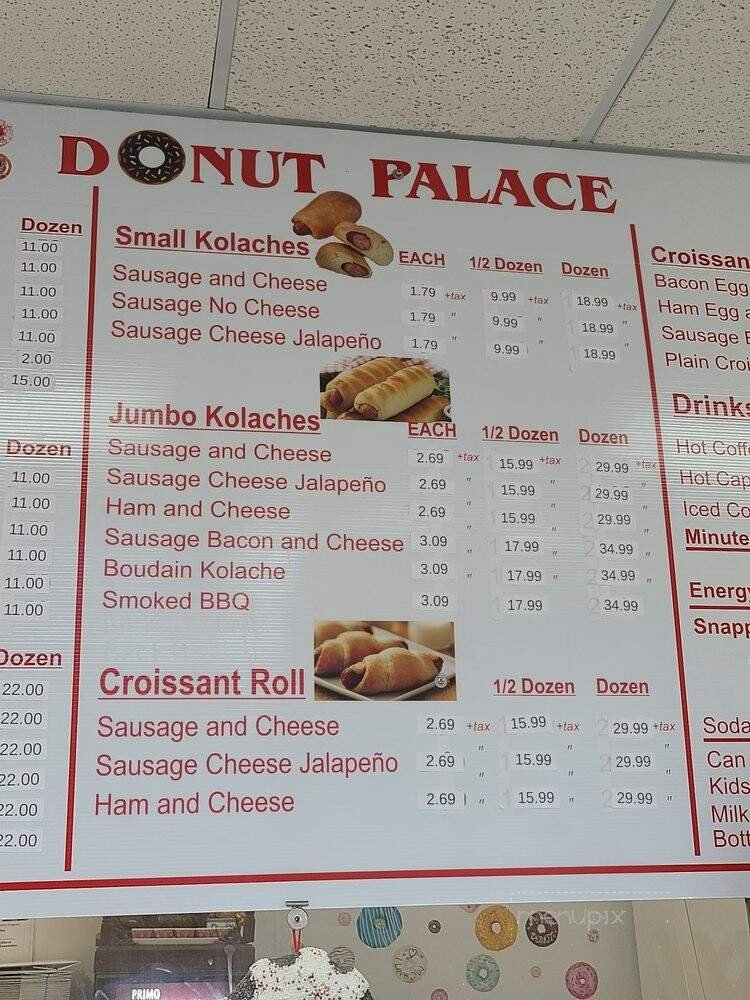 DONUT PALACE
Dozen
11.00
11.00
11.00
11.00
11.00
2.00
15.00
Dozen
11.00
11.00
11.00
11.00
11.00
11.00
Dozen
22.00
22.00
22.00
22.00
22.00
22.00
Small Kolaches EACH 1/2 Dozen Dozen
Sausage and Cheese 1.79 +tax 9.99 +tax 18.99 +tax
Sausage No Cheese 1.79 " 9.99 " 18.99 "
Sausage Cheese Jalapeño 1.79 " 9.99 " 18.99
Jumbo Kolaches EACH 1/2 Dozen Dozen
Sausage and Cheese 2.69 +tax 15.99 +tax 29.99 +tax
Sausage Cheese Jalapeño 2.69 " 15.99 " 29.99 "
Ham and Cheese 2.69 " 15.99 " 29.99 "
Sausage Bacon and Cheese 3.09 " 17.99 " 34.99 "
Boudain Kolache 3.09 " 17.99 " 34.99 "
Smoked BBQ 3.09 17.99 34.99
Croissant Roll 1/2 Dozen Dozen
Sausage and Cheese 2.69 +tax 15.99 +tax 29.99 +tax
Sausage Cheese Jalapeño 2.69 " 15.99 " 29.99 "
Ham and Cheese 2.69 " 15.99 " 29.99 "
Croissan
Bacon Egg
Ham Egg a
Sausage E
Plain Croi
Drinks
Hot Coff
Hot Cap
Iced Co
Minute
Energy
Snapp
Soda
Can
Kids
Milk
Bott
menupix
PRIMO